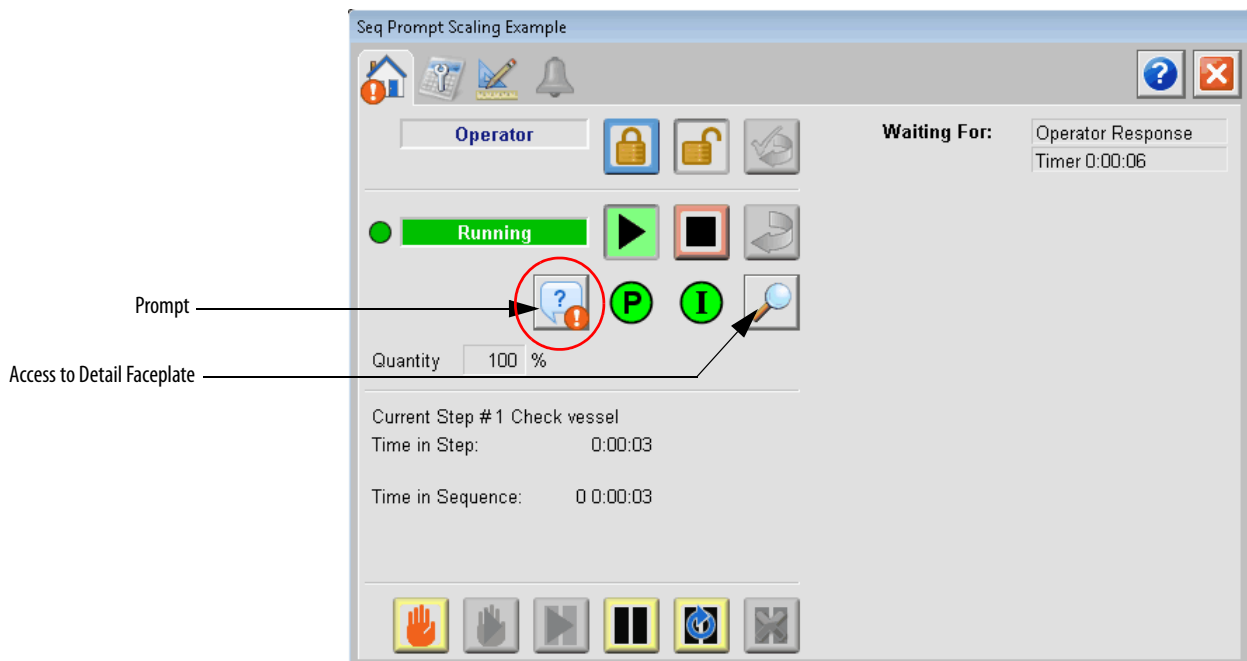 Seq Prompt Scaling Example
Operator
Waiting For:
Operator Response
Timer 0:00:06
Running
Prompt
?
P
I
Quantity 100 %
Access to Detail Faceplate
Current Step # 1 Check vessel
Time in Step: 0:00:03
Time in Sequence: 0 0:00:03